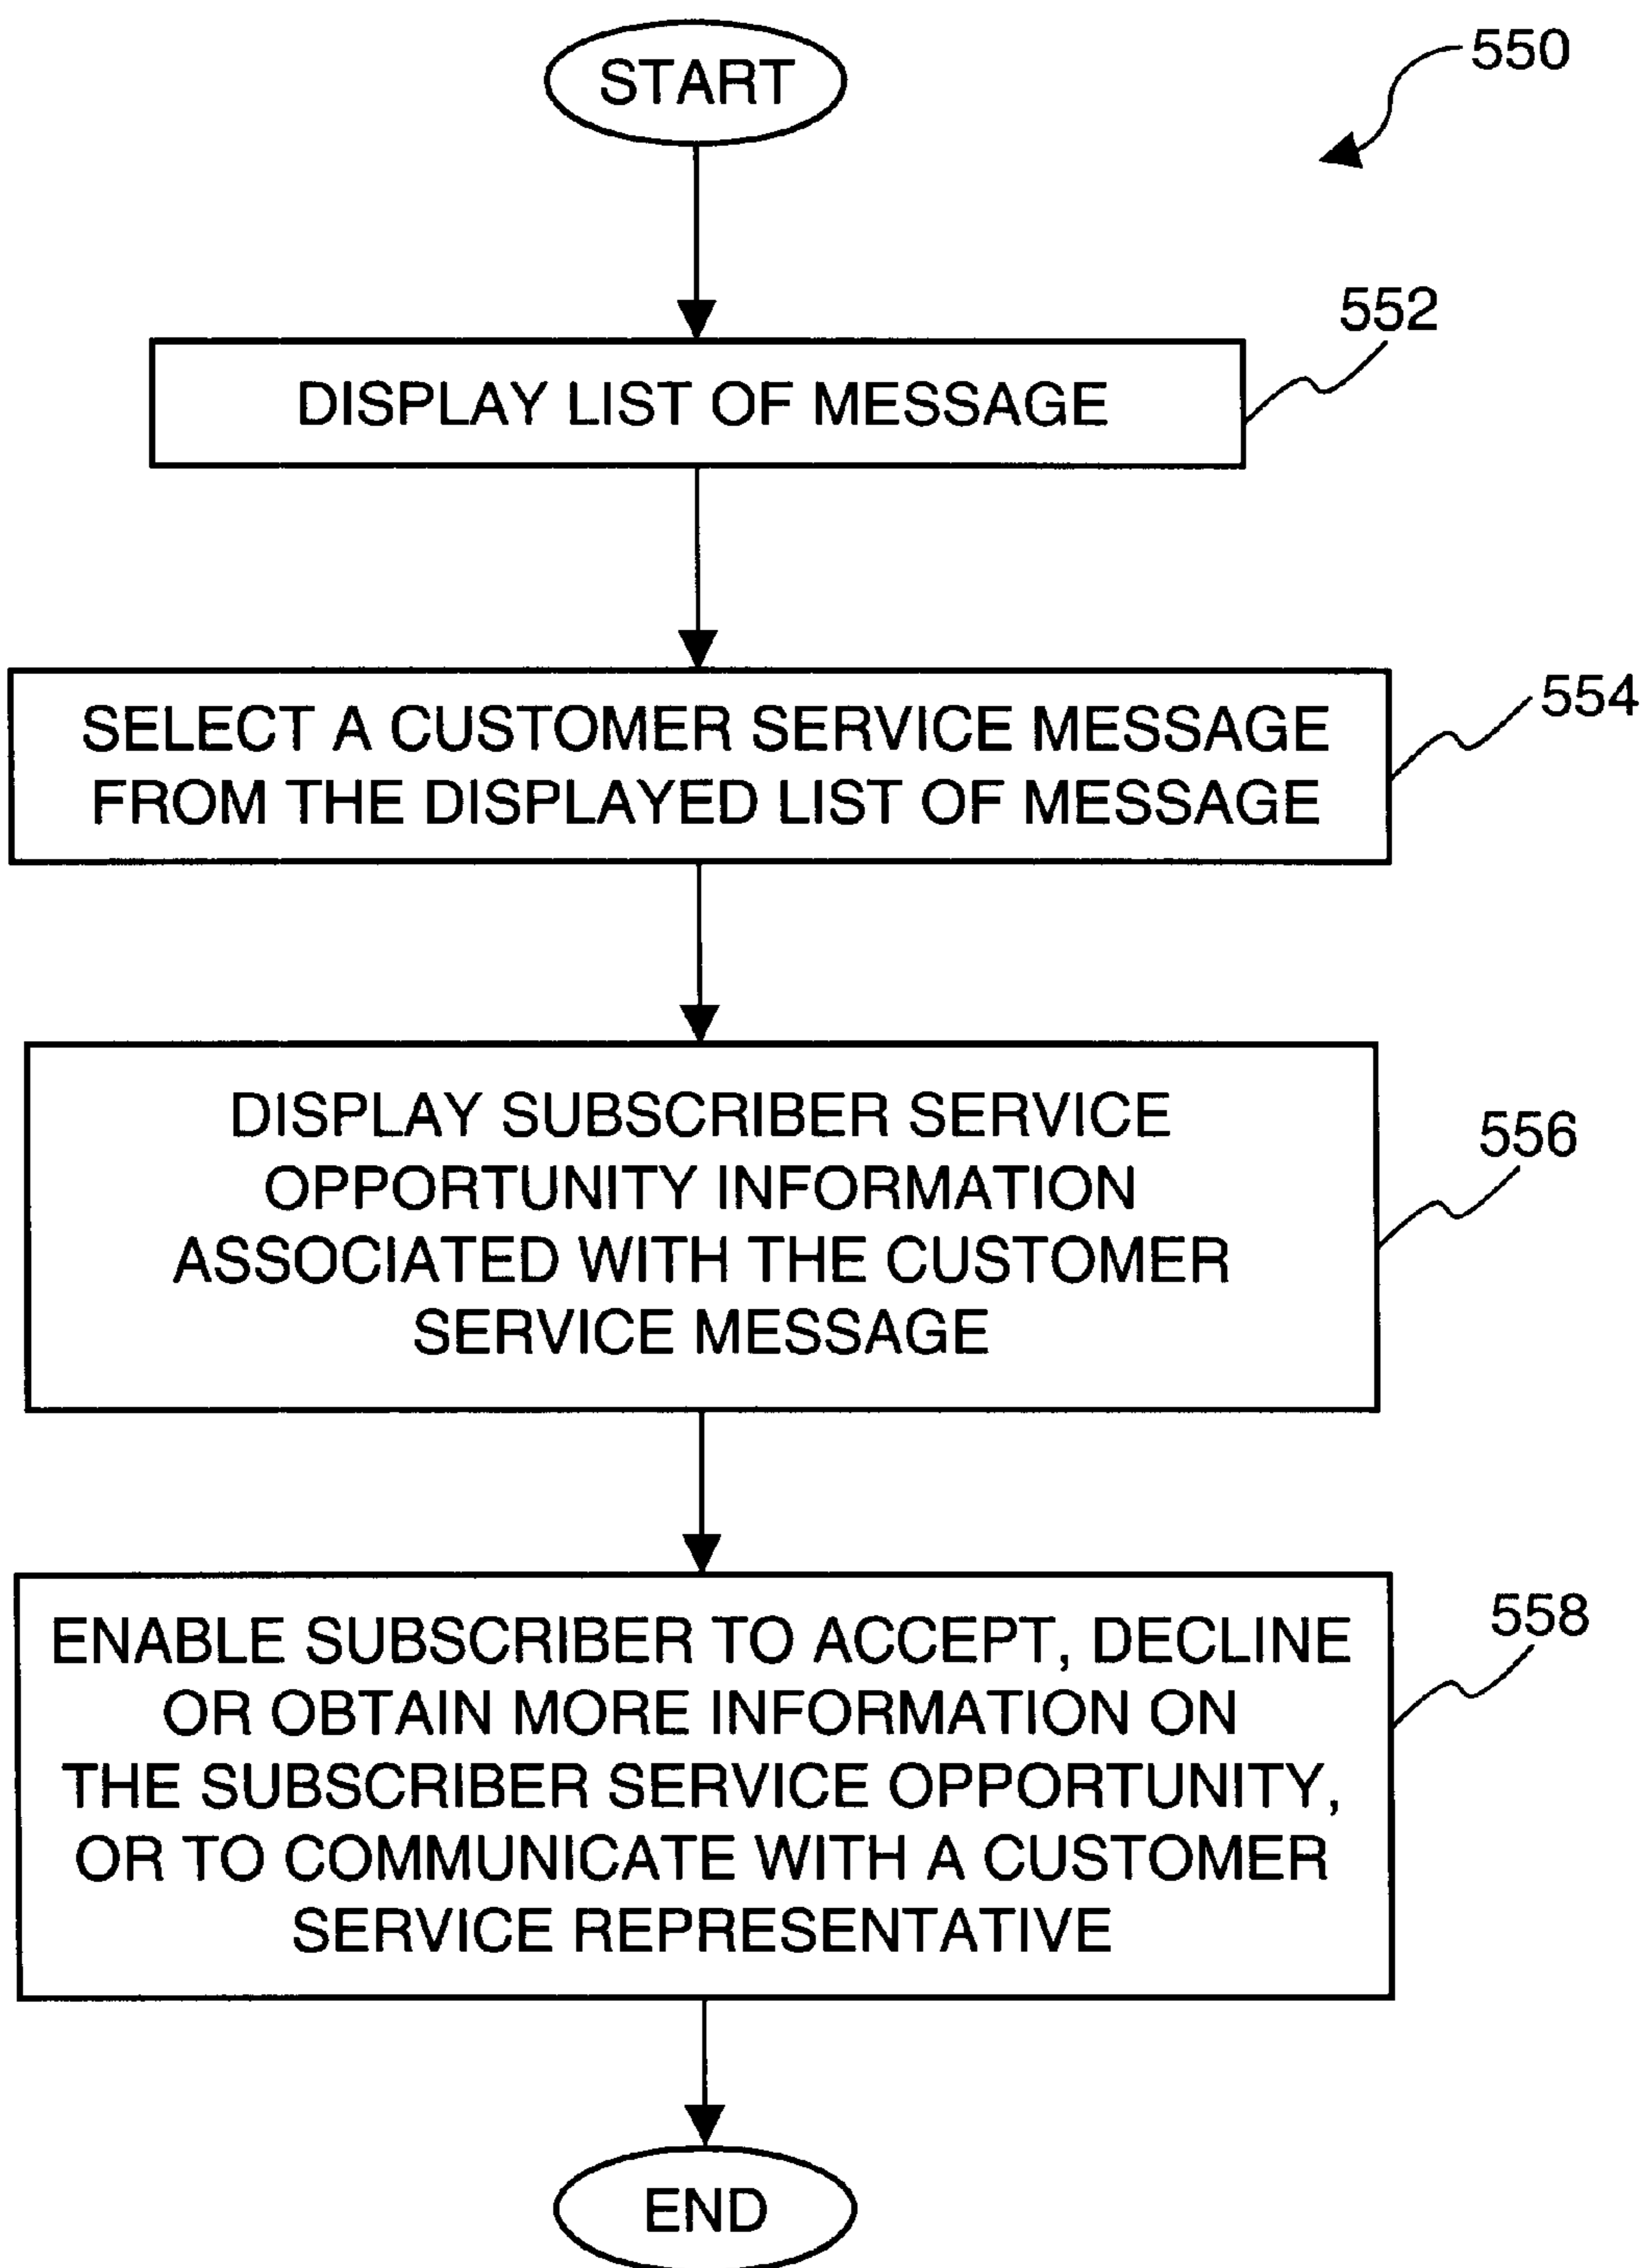 START
550
552
DISPLAY LIST OF MESSAGE
554
SELECT A CUSTOMER SERVICE MESSAGE
FROM THE DISPLAYED LIST OF MESSAGE
DISPLAY SUBSCRIBER SERVICE
OPPORTUNITY INFORMATION
ASSOCIATED WITH THE CUSTOMER
SERVICE MESSAGE
556
ENABLE SUBSCRIBER TO ACCEPT, DECLINE
OR OBTAIN MORE INFORMATION ON
THE SUBSCRIBER SERVICE OPPORTUNITY,
OR TO COMMUNICATE WITH A CUSTOMER
SERVICE REPRESENTATIVE
558
END